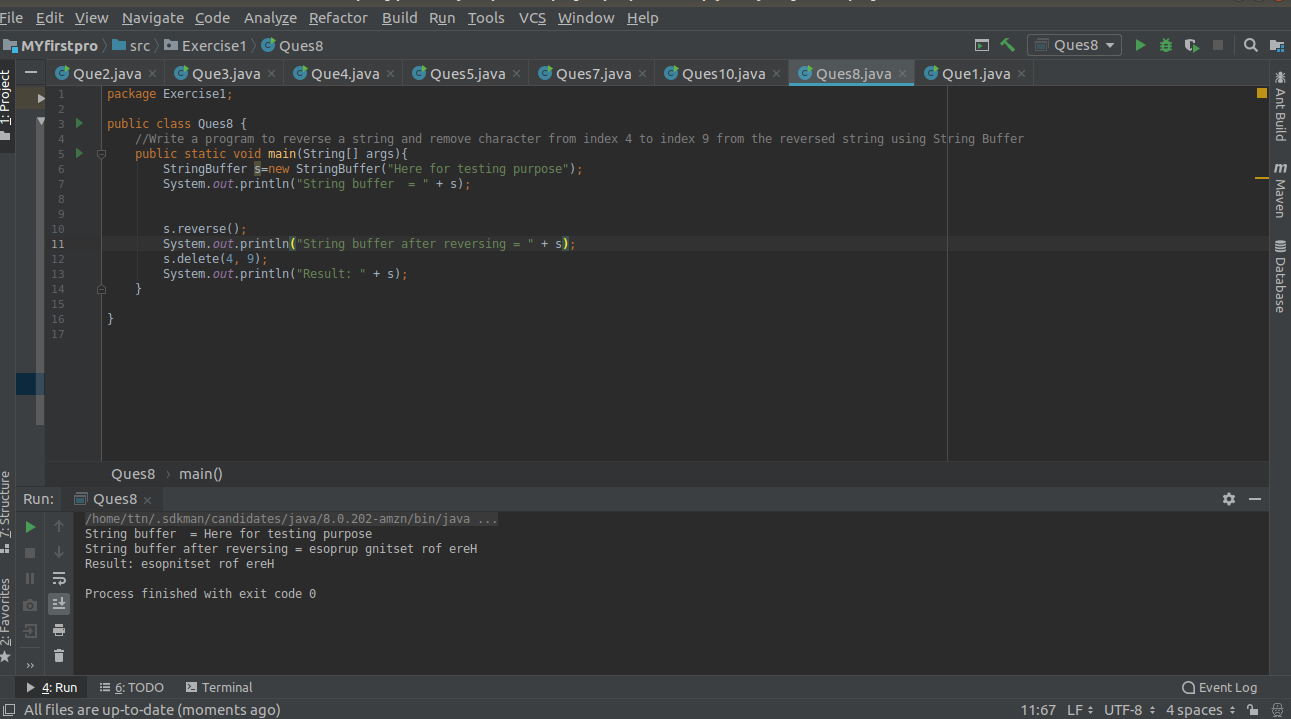 File Edit View Navigate Code Analyze Refactor Build Run Tools VCS Window Help
MYfirstpro src Exercise1 Ques8 Ques8
Que2.java Que3.java Que4.java Ques5.java Ques7.java Ques10.java Ques8.java Que1.java
1: Project
Ant Build
Maven
Database
1 package Exercise1;
2
3 public class Ques8 {
4 //Write a program to reverse a string and remove character from index 4 to index 9 from the reversed string using String Buffer
5 public static void main(String[] args){
6 StringBuffer s=new StringBuffer("Here for testing purpose");
7 System.out.println("String buffer  = " + s);
8
9
10 s.reverse();
11 System.out.println("String buffer after reversing = " + s);
12 s.delete(4, 9);
13 System.out.println("Result: " + s);
14 }
15
16 }
17
Ques8 main()
Run: Ques8
7: Structure
2: Favorites
/home/ttn/.sdkman/candidates/java/8.0.202-amzn/bin/java ...
String buffer  = Here for testing purpose
String buffer after reversing = esoprup gnitset rof ereH
Result: esopnitset rof ereH
Process finished with exit code 0
4: Run 6: TODO Terminal Event Log
All files are up-to-date (moments ago) 11:67 LF UTF-8 4 spaces